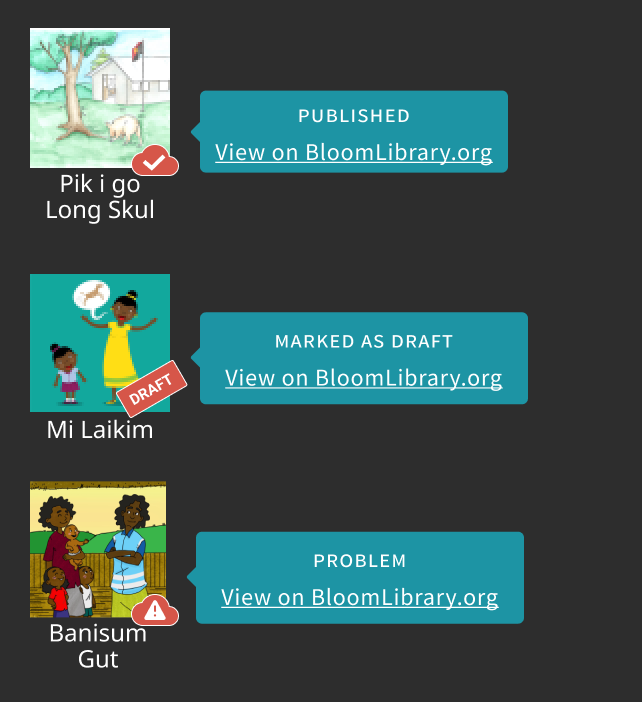 PUBLISHED
View on BloomLibrary.org
Pik i go
Long Skul
MARKED AS DRAFT
View on BloomLibrary.org
DRAFT
Mi Laikim
PROBLEM
View on BloomLibrary.org
Banisum
Gut